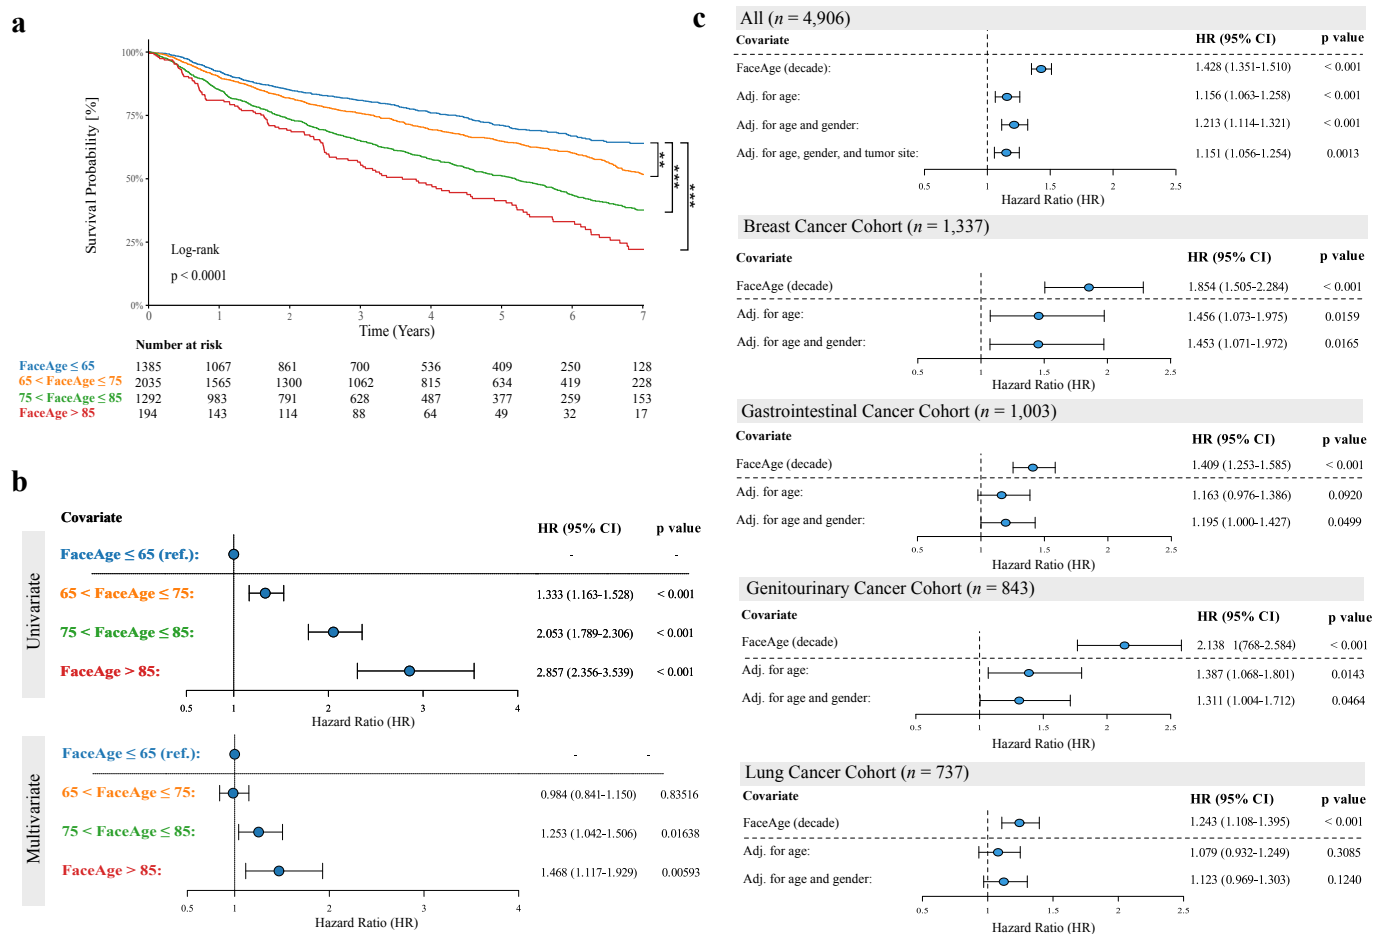 a
100%
75%
50%
25%
0%
Survival Probability [%]
Log-rank
p < 0.0001
**
***
***
0 1 2 3 4 5 6 7
Time (Years)
Number at risk
FaceAge ≤ 65 1385 1067 861 700 536 409 250 128
65 < FaceAge ≤ 75 2035 1565 1300 1062 815 634 419 228
75 < FaceAge ≤ 85 1292 983 791 628 487 377 259 153
FaceAge > 85 194 143 114 88 64 49 32 17
b
Univariate
Covariate HR (95% CI) p value
FaceAge ≤ 65 (ref.): - -
65 < FaceAge ≤ 75: 1.333 (1.163-1.528) < 0.001
75 < FaceAge ≤ 85: 2.053 (1.789-2.306) < 0.001
FaceAge > 85: 2.857 (2.356-3.539) < 0.001
0.5 1 2 3 4
Hazard Ratio (HR)
Multivariate
FaceAge ≤ 65 (ref.): - -
65 < FaceAge ≤ 75: 0.984 (0.841-1.150) 0.83516
75 < FaceAge ≤ 85: 1.253 (1.042-1.506) 0.01638
FaceAge > 85: 1.468 (1.117-1.929) 0.00593
0.5 1 2 3 4
Hazard Ratio (HR)
c
All (n = 4,906)
Covariate HR (95% CI) p value
FaceAge (decade): 1.428 (1.351-1.510) < 0.001
Adj. for age: 1.156 (1.063-1.258) < 0.001
Adj. for age and gender: 1.213 (1.114-1.321) < 0.001
Adj. for age, gender, and tumor site: 1.151 (1.056-1.254) 0.0013
0.5 1 1.5 2 2.5
Hazard Ratio (HR)
Breast Cancer Cohort (n = 1,337)
Covariate HR (95% CI) p value
FaceAge (decade) 1.854 (1.505-2.284) < 0.001
Adj. for age: 1.456 (1.073-1.975) 0.0159
Adj. for age and gender: 1.453 (1.071-1.972) 0.0165
0.5 1 1.5 2 2.5
Hazard Ratio (HR)
Gastrointestinal Cancer Cohort (n = 1,003)
Covariate HR (95% CI) p value
FaceAge (decade) 1.409 (1.253-1.585) < 0.001
Adj. for age: 1.163 (0.976-1.386) 0.0920
Adj. for age and gender: 1.195 (1.000-1.427) 0.0499
0.5 1 1.5 2 2.5
Hazard Ratio (HR)
Genitourinary Cancer Cohort (n = 843)
Covariate HR (95% CI) p value
FaceAge (decade) 2.138 1(768-2.584) < 0.001
Adj. for age: 1.387 (1.068-1.801) 0.0143
Adj. for age and gender: 1.311 (1.004-1.712) 0.0464
0.5 1 1.5 2 2.5
Hazard Ratio (HR)
Lung Cancer Cohort (n = 737)
Covariate HR (95% CI) p value
FaceAge (decade) 1.243 (1.108-1.395) < 0.001
Adj. for age: 1.079 (0.932-1.249) 0.3085
Adj. for age and gender: 1.123 (0.969-1.303) 0.1240
0.5 1 1.5 2 2.5
Hazard Ratio (HR)